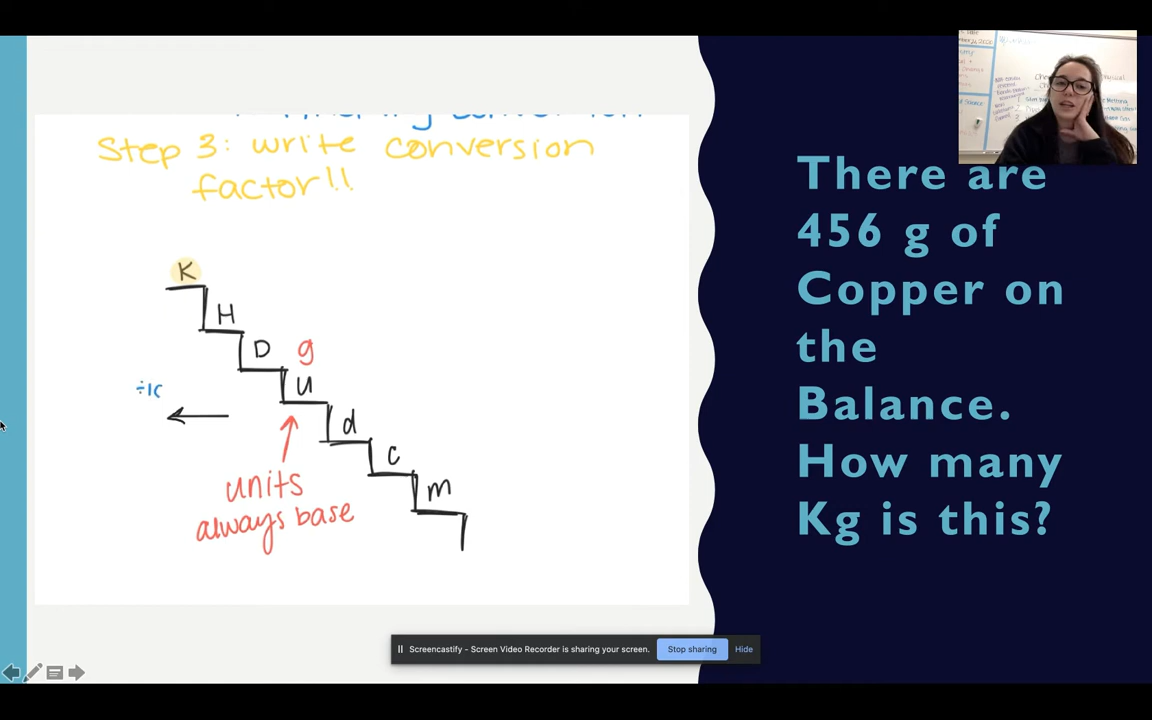 Step 3: write conversion
factor!!
K
H
D
g
U
÷10
d
C
m
units
always base
There are
456 g of
Copper on
the
Balance.
How many
Kg is this?
Screencastify - Screen Video Recorder is sharing your screen.
Stop sharing
Hide